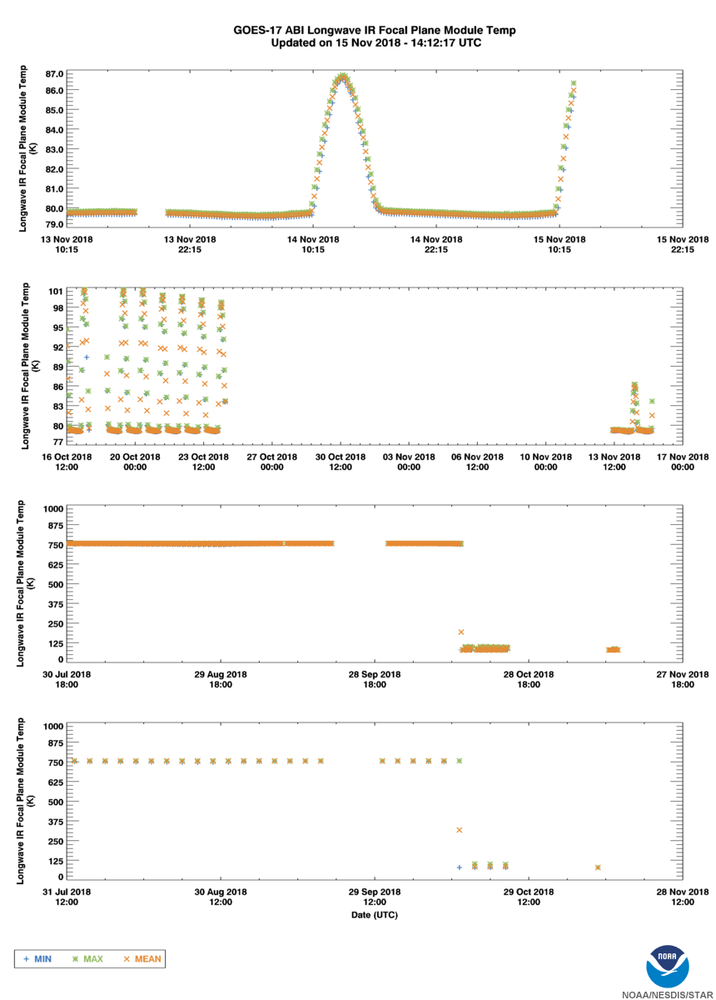 GOES-17 ABI Longwave IR Focal Plane Module Temp
Updated on 15 Nov 2018 - 14:12:17 UTC
Longwave IR Focal Plane Module Temp
(K)
87.0
86.0
85.0
84.0
83.0
82.0
81.0
80.0
79.0
13 Nov 2018 13 Nov 2018 14 Nov 2018 14 Nov 2018 15 Nov 2018 15 Nov 2018
10:15 22:15 10:15 22:15 10:15 22:15
Longwave IR Focal Plane Module Temp
(K)
101
98
95
92
89
86
83
80
77
16 Oct 2018 20 Oct 2018 23 Oct 2018 27 Oct 2018 30 Oct 2018 03 Nov 2018 06 Nov 2018 10 Nov 2018 13 Nov 2018 17 Nov 2018
12:00 00:00 12:00 00:00 12:00 00:00 12:00 00:00 12:00 00:00
Longwave IR Focal Plane Module Temp
(K)
1000
875
750
625
500
375
250
125
0
30 Jul 2018 29 Aug 2018 28 Sep 2018 28 Oct 2018 27 Nov 2018
18:00 18:00 18:00 18:00 18:00
Longwave IR Focal Plane Module Temp
(K)
1000
875
750
625
500
375
250
125
0
31 Jul 2018 30 Aug 2018 29 Sep 2018 29 Oct 2018 28 Nov 2018
12:00 12:00 12:00 12:00 12:00
Date (UTC)
MIN MAX MEAN
NOAA
NOAA/NESDIS/STAR